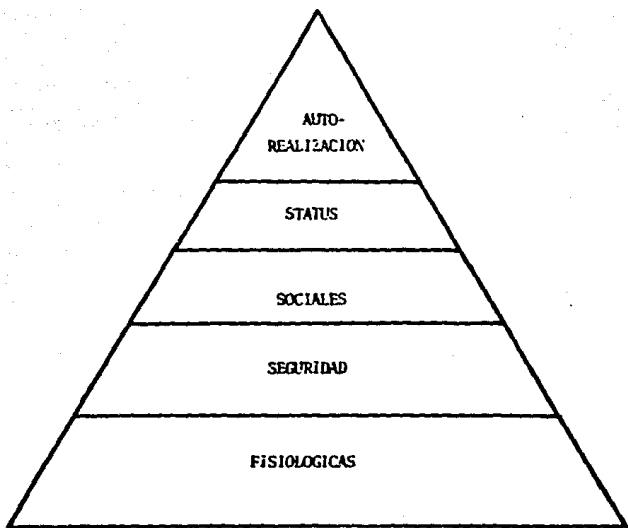 AUTO-
REALIZACION
STATUS
SOCIALES
SEGURIDAD
FISIOLOGICAS